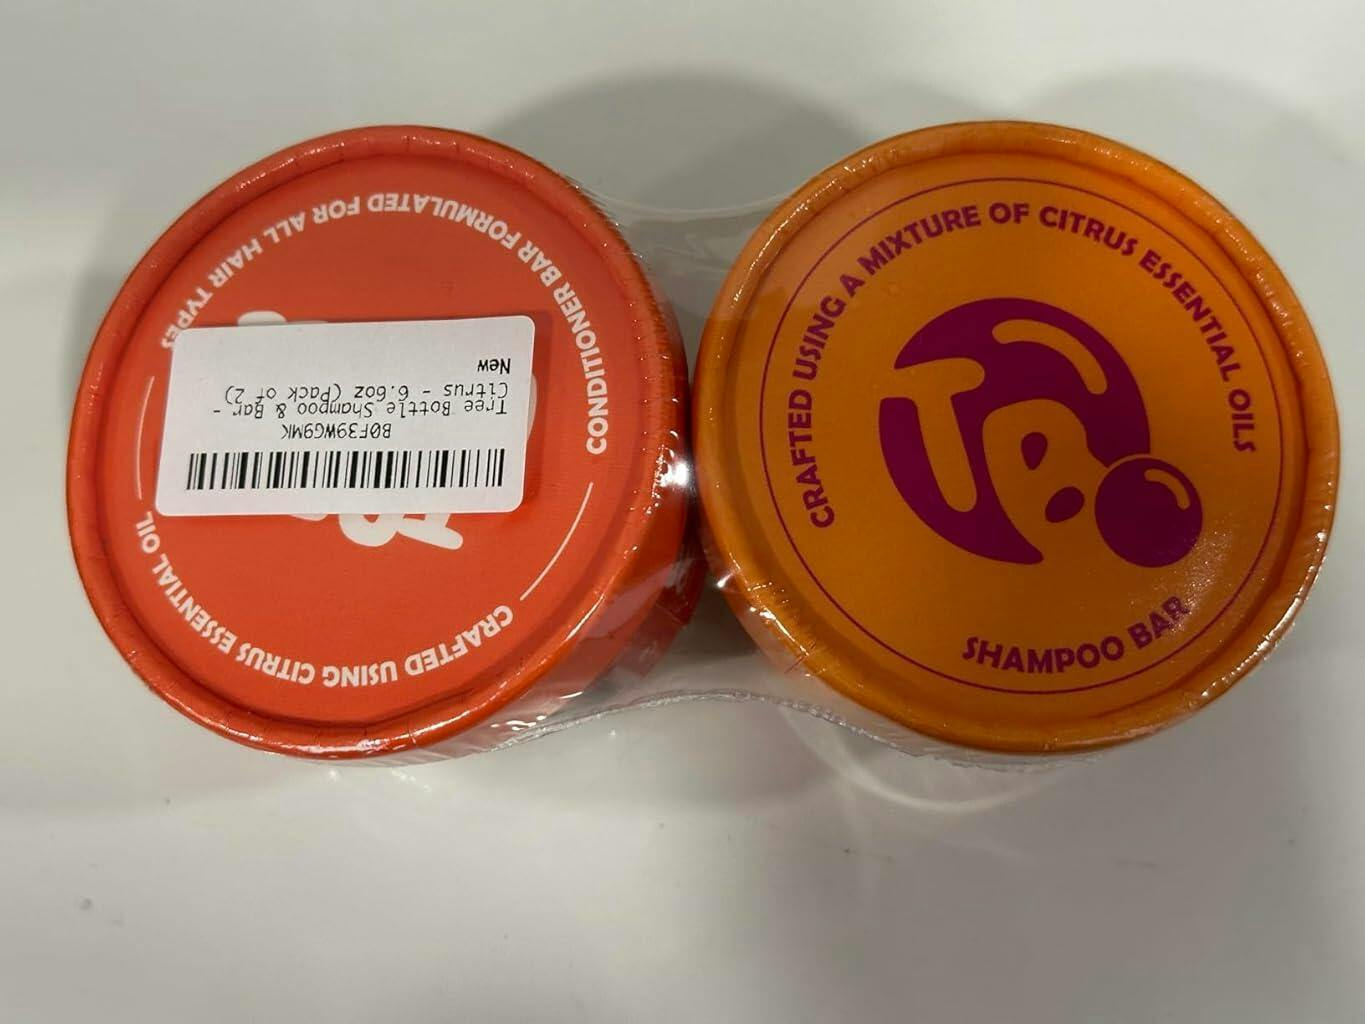 CONDITIONER BAR FORMULATED FOR ALL HAIR TYPES
CRAFTED USING CITRUS ESSENTIAL OIL
B0F39WG9MK
Tree Bottle Shampoo & Bar -
Citrus - 6.6oz (Pack of 2)
New
CRAFTED USING A MIXTURE OF CITRUS ESSENTIAL OILS
TB
SHAMPOO BAR